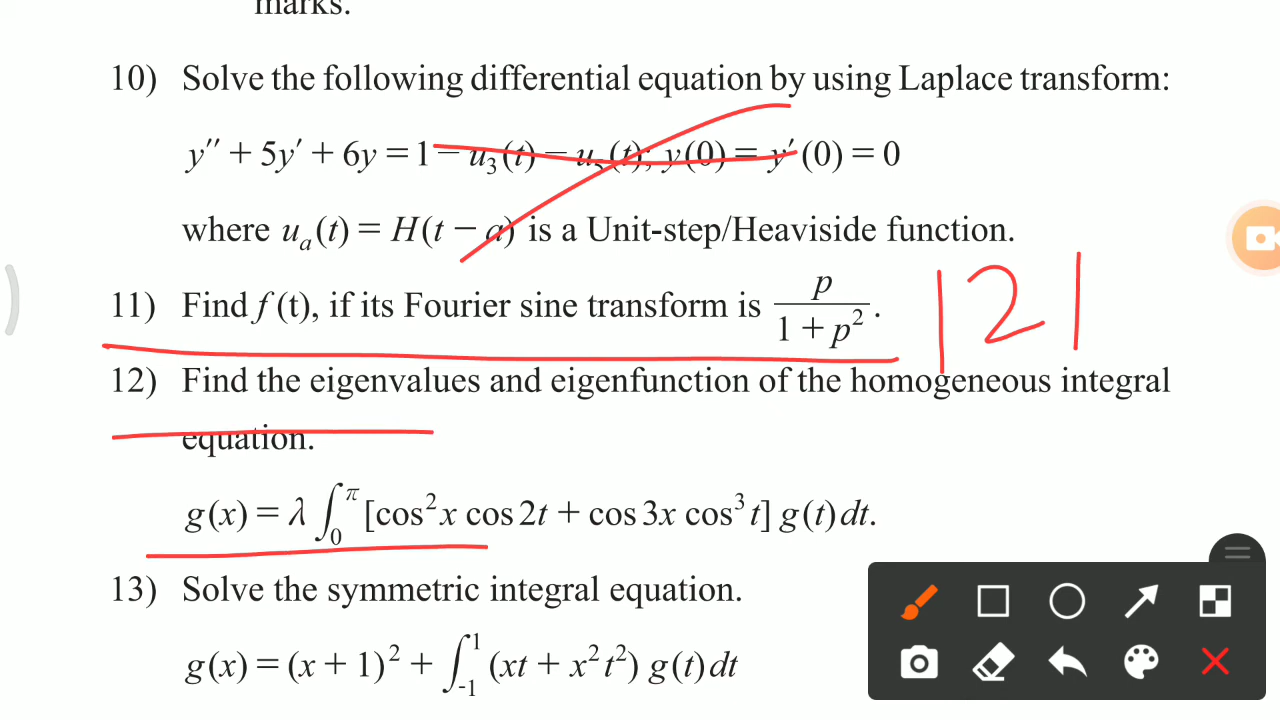 marks.
10) Solve the following differential equation by using Laplace transform:
y″ + 5y′ + 6y = 1 − u₃(t) − u₅(t); y(0) = y′(0) = 0
where uₐ(t) = H(t − a) is a Unit-step/Heaviside function.
11) Find f (t), if its Fourier sine transform is p/(1 + p²).
121
12) Find the eigenvalues and eigenfunction of the homogeneous integral
equation.
g(x) = λ ∫₀^π [cos²x cos 2t + cos 3x cos³ t] g(t) dt.
13) Solve the symmetric integral equation.
g(x) = (x + 1)² + ∫₋₁¹ (xt + x²t²) g(t) dt